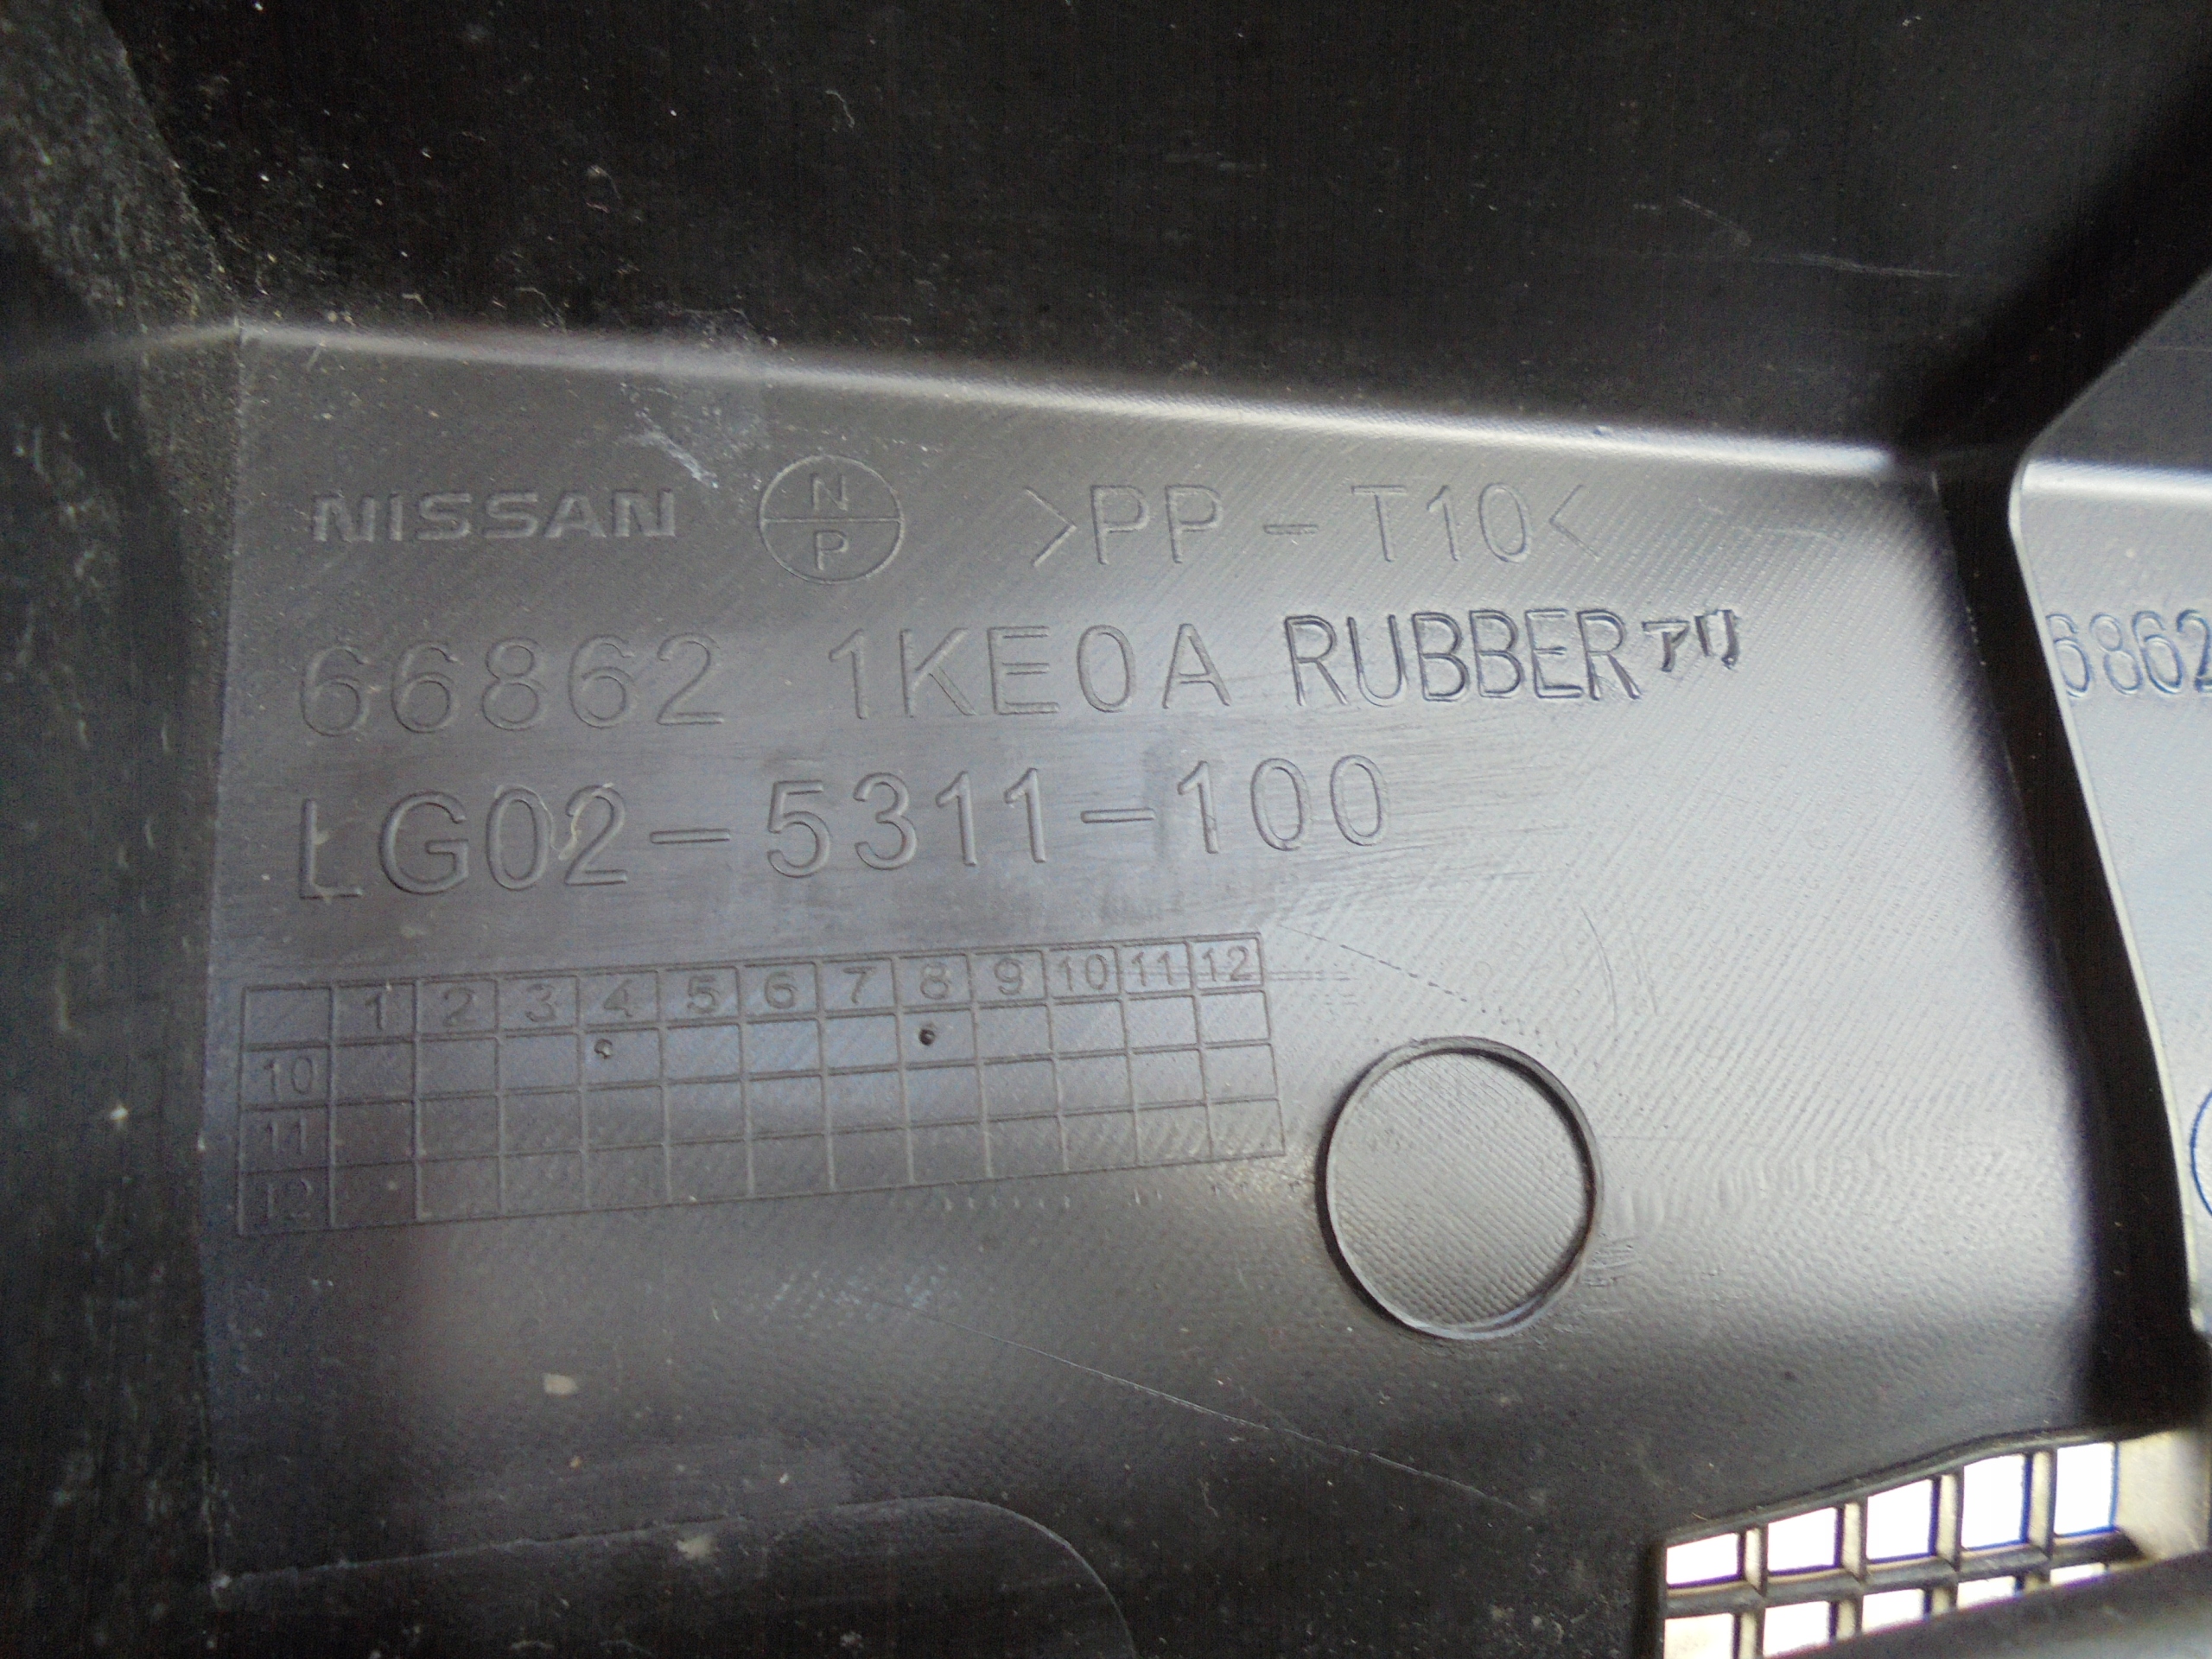 NISSAN N P >PP-T10<
66862 1KE0A RUBBERアリ
LG02-5311-100
1 2 3 4 5 6 7 8 9 10 11 12
10
11
12
6862